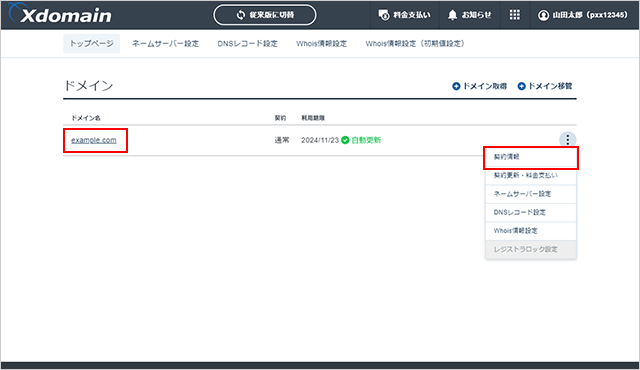 Xdomain 従来版に切替 料金支払い お知らせ 山田太郎（pxx12345）
トップページ ネームサーバー設定 DNSレコード設定 Whois情報設定 Whois情報設定（初期値設定）
ドメイン ドメイン取得 ドメイン移管
ドメイン名 契約 利用期限
example.com 通常 2024/11/23 自動更新
契約情報
契約更新・料金支払い
ネームサーバー設定
DNSレコード設定
Whois情報設定
レジストラロック設定